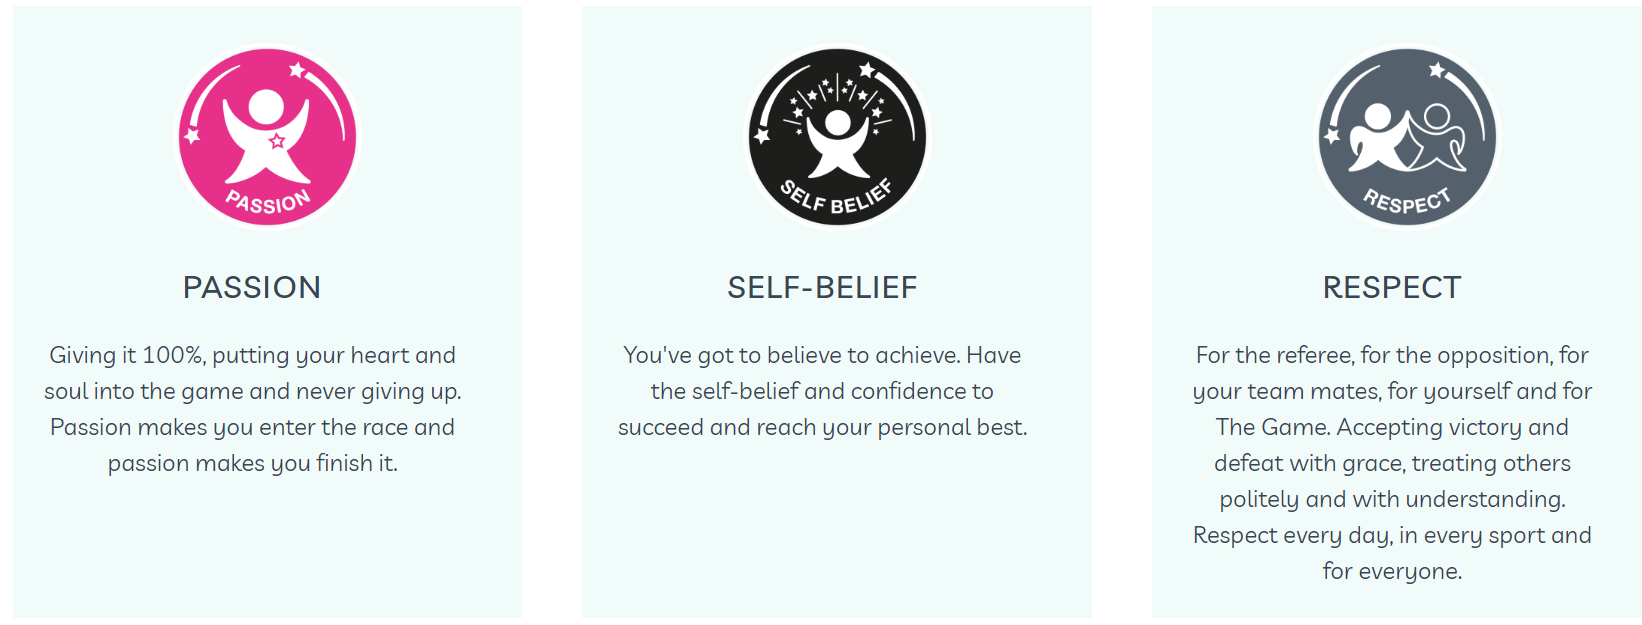 PASSION
PASSION
Giving it 100%, putting your heart and
soul into the game and never giving up.
Passion makes you enter the race and
passion makes you finish it.
SELF BELIEF
SELF-BELIEF
You've got to believe to achieve. Have
the self-belief and confidence to
succeed and reach your personal best.
RESPECT
RESPECT
For the referee, for the opposition, for
your team mates, for yourself and for
The Game. Accepting victory and
defeat with grace, treating others
politely and with understanding.
Respect every day, in every sport and
for everyone.